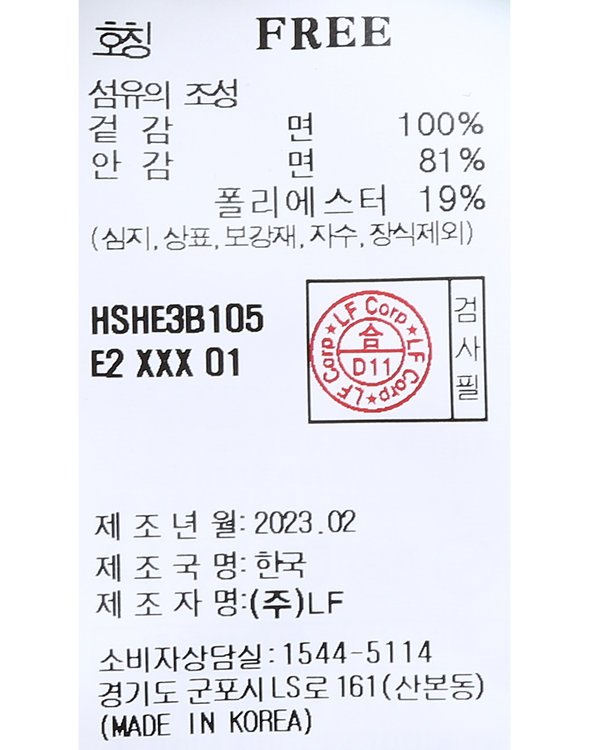 호칭 FREE
섬유의 조성
겉감 면 100%
안감 면 81%
폴리에스터 19%
(심지,상표,보강재,자수,장식제외)
HSHE3B105
E2 XXX 01
LF Corp★LF Corp★LF Corp★
合
D11
검사필
제조년월:2023.02
제조국명:한국
제조자명:(주)LF
소비자상담실:1544-5114
경기도 군포시 LS로 161(산본동)
(MADE IN KOREA)